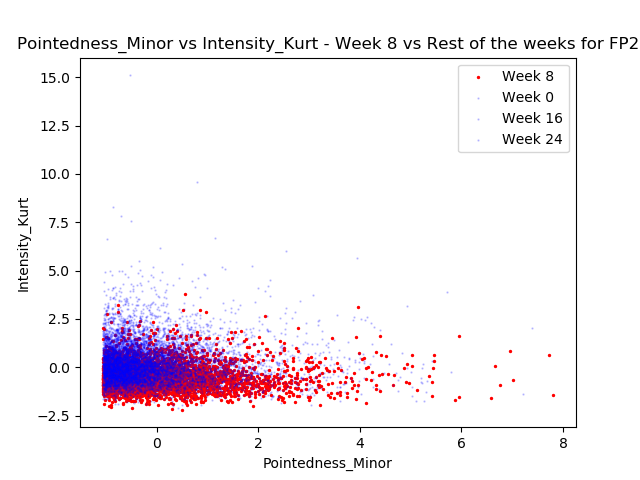 Pointedness_Minor vs Intensity_Kurt - Week 8 vs Rest of the weeks for FP2
Week 8
Week 0
Week 16
Week 24
15.0
12.5
10.0
7.5
5.0
2.5
0.0
−2.5
Intensity_Kurt
0
2
4
6
8
Pointedness_Minor